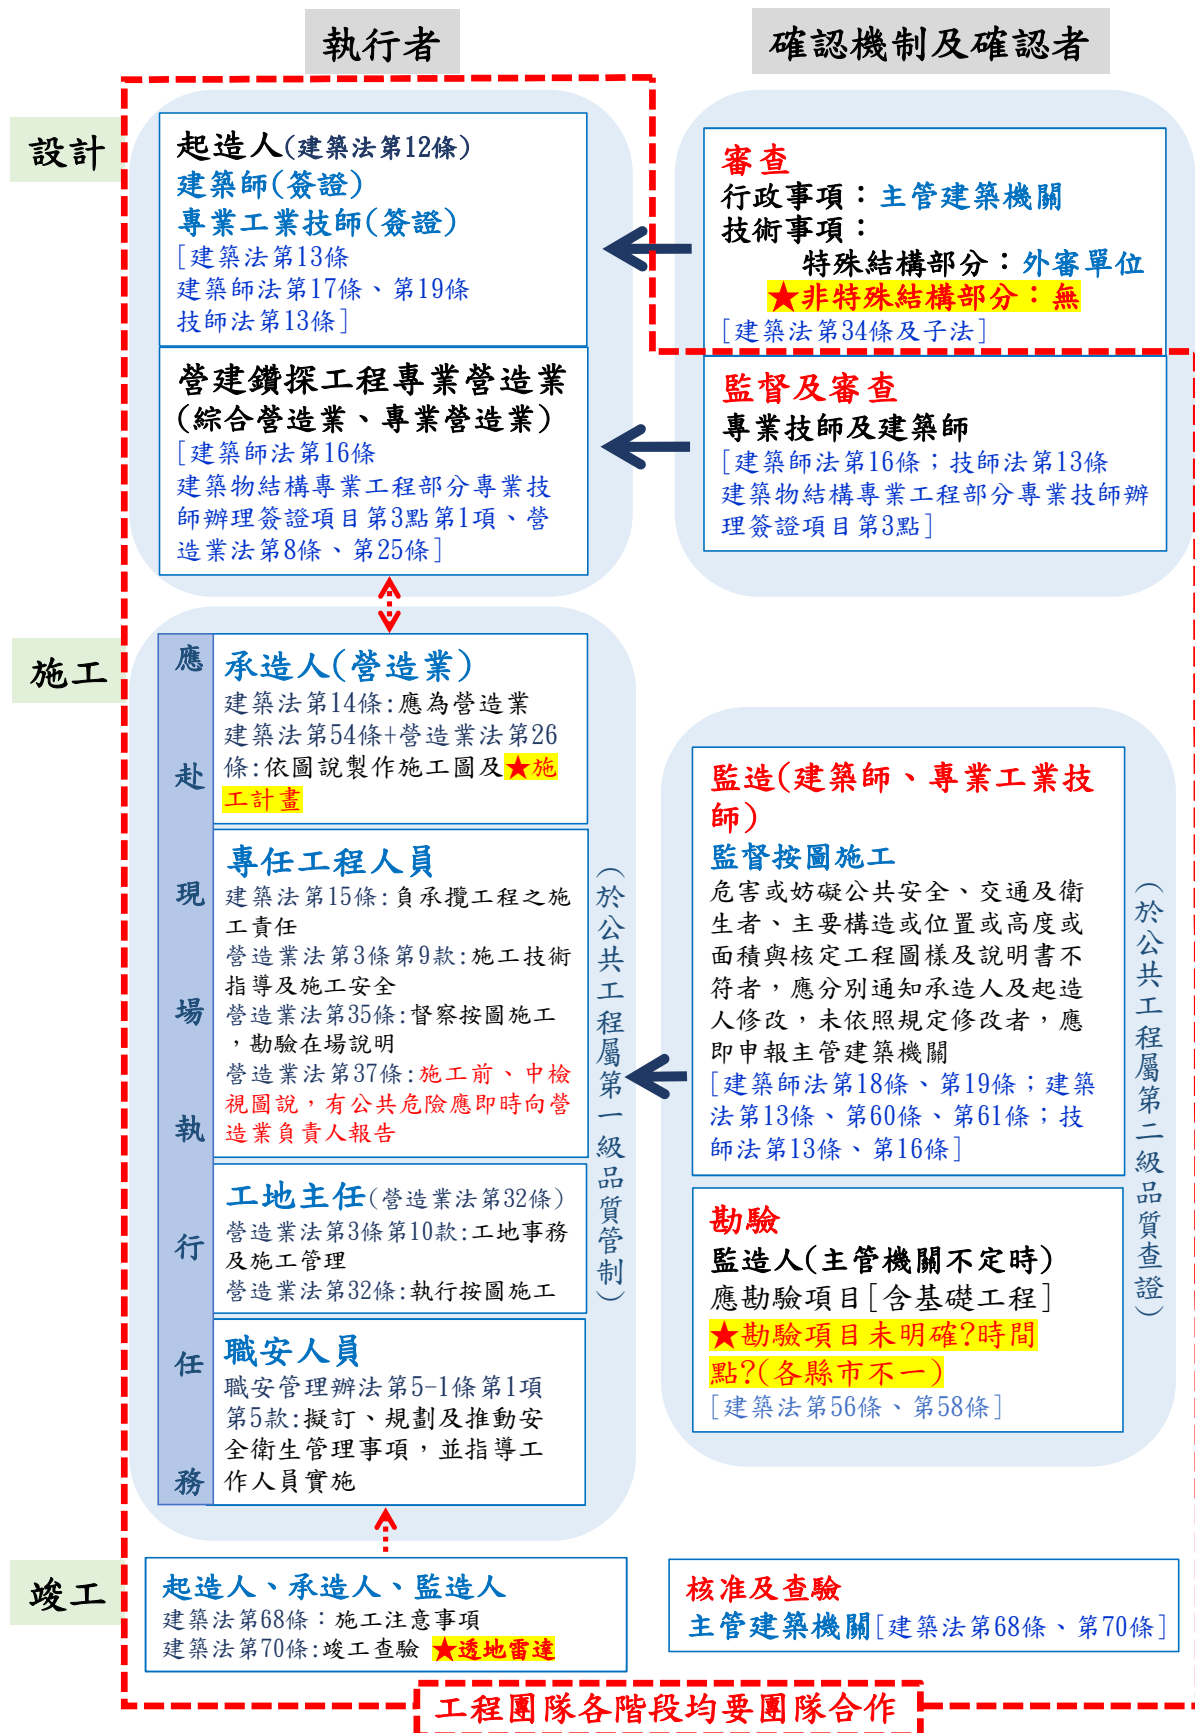 執行者
確認機制及確認者
設計
起造人(建築法第12條)
建築師(簽證)
專業工業技師(簽證)
[建築法第13條
建築師法第17條、第19條
技師法第13條]
審查
行政事項：主管建築機關
技術事項：
特殊結構部分：外審單位
★非特殊結構部分：無
[建築法第34條及子法]
營建鑽探工程專業營造業
(綜合營造業、專業營造業)
[建築師法第16條
建築物結構專業工程部分專業技
師辦理簽證項目第3點第1項、營
造業法第8條、第25條]
監督及審查
專業技師及建築師
[建築師法第16條；技師法第13條
建築物結構專業工程部分專業技師辦
理簽證項目第3點]
施工
應赴現場執行任務
承造人(營造業)
建築法第14條:應為營造業
建築法第54條+營造業法第26
條:依圖說製作施工圖及★施
工計畫
專任工程人員
建築法第15條:負承攬工程之施
工責任
營造業法第3條第9款:施工技術
指導及施工安全
營造業法第35條:督察按圖施工
，勘驗在場說明
營造業法第37條:施工前、中檢
視圖說，有公共危險應即時向營
造業負責人報告
工地主任(營造業法第32條)
營造業法第3條第10款:工地事務
及施工管理
營造業法第32條:執行按圖施工
職安人員
職安管理辦法第5-1條第1項
第5款:擬訂、規劃及推動安
全衛生管理事項，並指導工
作人員實施
(於公共工程屬第一級品質管制)
監造(建築師、專業工業技
師)
監督按圖施工
危害或妨礙公共安全、交通及衛
生者、主要構造或位置或高度或
面積與核定工程圖樣及說明書不
符者，應分別通知承造人及起造
人修改，未依照規定修改者，應
即申報主管建築機關
[建築師法第18條、第19條；建築
法第13條、第60條、第61條；技
師法第13條、第16條]
勘驗
監造人(主管機關不定時)
應勘驗項目[含基礎工程]
★勘驗項目未明確?時間
點?(各縣市不一)
[建築法第56條、第58條]
(於公共工程屬第二級品質查證)
竣工
起造人、承造人、監造人
建築法第68條：施工注意事項
建築法第70條:竣工查驗 ★透地雷達
核准及查驗
主管建築機關[建築法第68條、第70條]
工程團隊各階段均要團隊合作